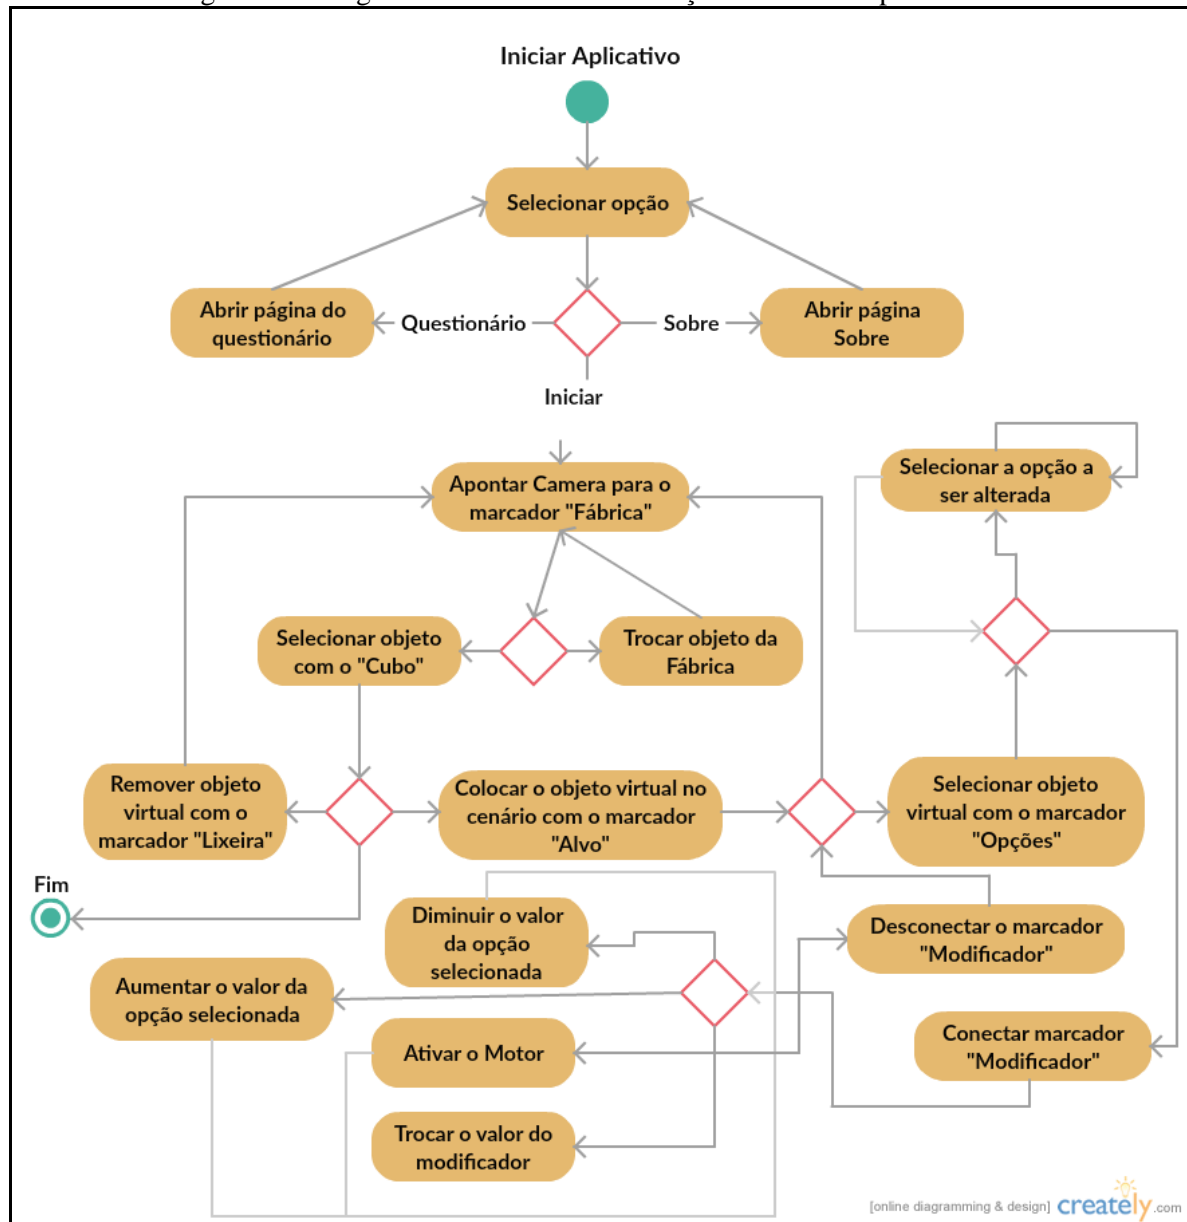 Iniciar Aplicativo
Selecionar opção
Abrir página do
questionário
Questionário
Sobre
Abrir página
Sobre
Iniciar
Selecionar a opção a
ser alterada
Apontar Camera para o
marcador "Fábrica"
Selecionar objeto
com o "Cubo"
Trocar objeto da
Fábrica
Remover objeto
virtual com o
marcador "Lixeira"
Colocar o objeto virtual no
cenário com o marcador
"Alvo"
Selecionar objeto
virtual com o marcador
"Opções"
Fim
Diminuir o valor
da opção
selecionada
Desconectar o marcador
"Modificador"
Aumentar o valor da
opção selecionada
Ativar o Motor
Conectar marcador
"Modificador"
Trocar o valor do
modificador
[online diagramming & design] creately.com